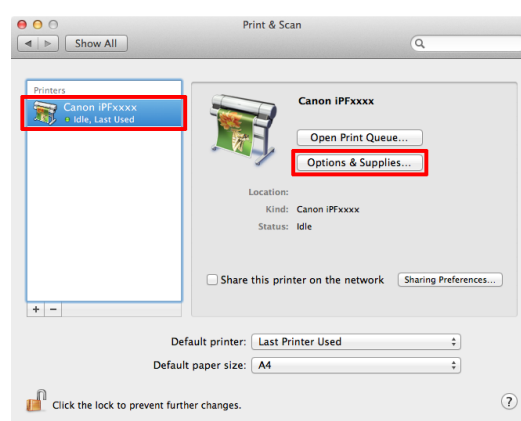 Print & Scan
Show All
Printers
Canon iPFxxxx
Idle, Last Used
Canon iPFxxxx
Open Print Queue...
Options & Supplies...
Location:
Kind: Canon iPFxxxx
Status: Idle
Share this printer on the network Sharing Preferences...
+ −
Default printer: Last Printer Used
Default paper size: A4
Click the lock to prevent further changes. ?